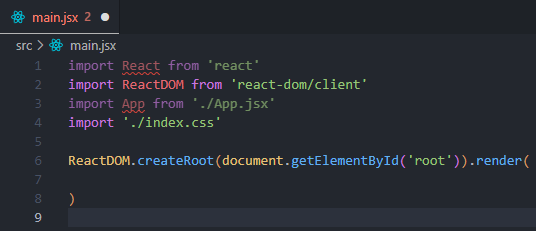 main.jsx 2
src > main.jsx
1 import React from 'react'
2 import ReactDOM from 'react-dom/client'
3 import App from './App.jsx'
4 import './index.css'
5
6 ReactDOM.createRoot(document.getElementById('root')).render(
7
8 )
9